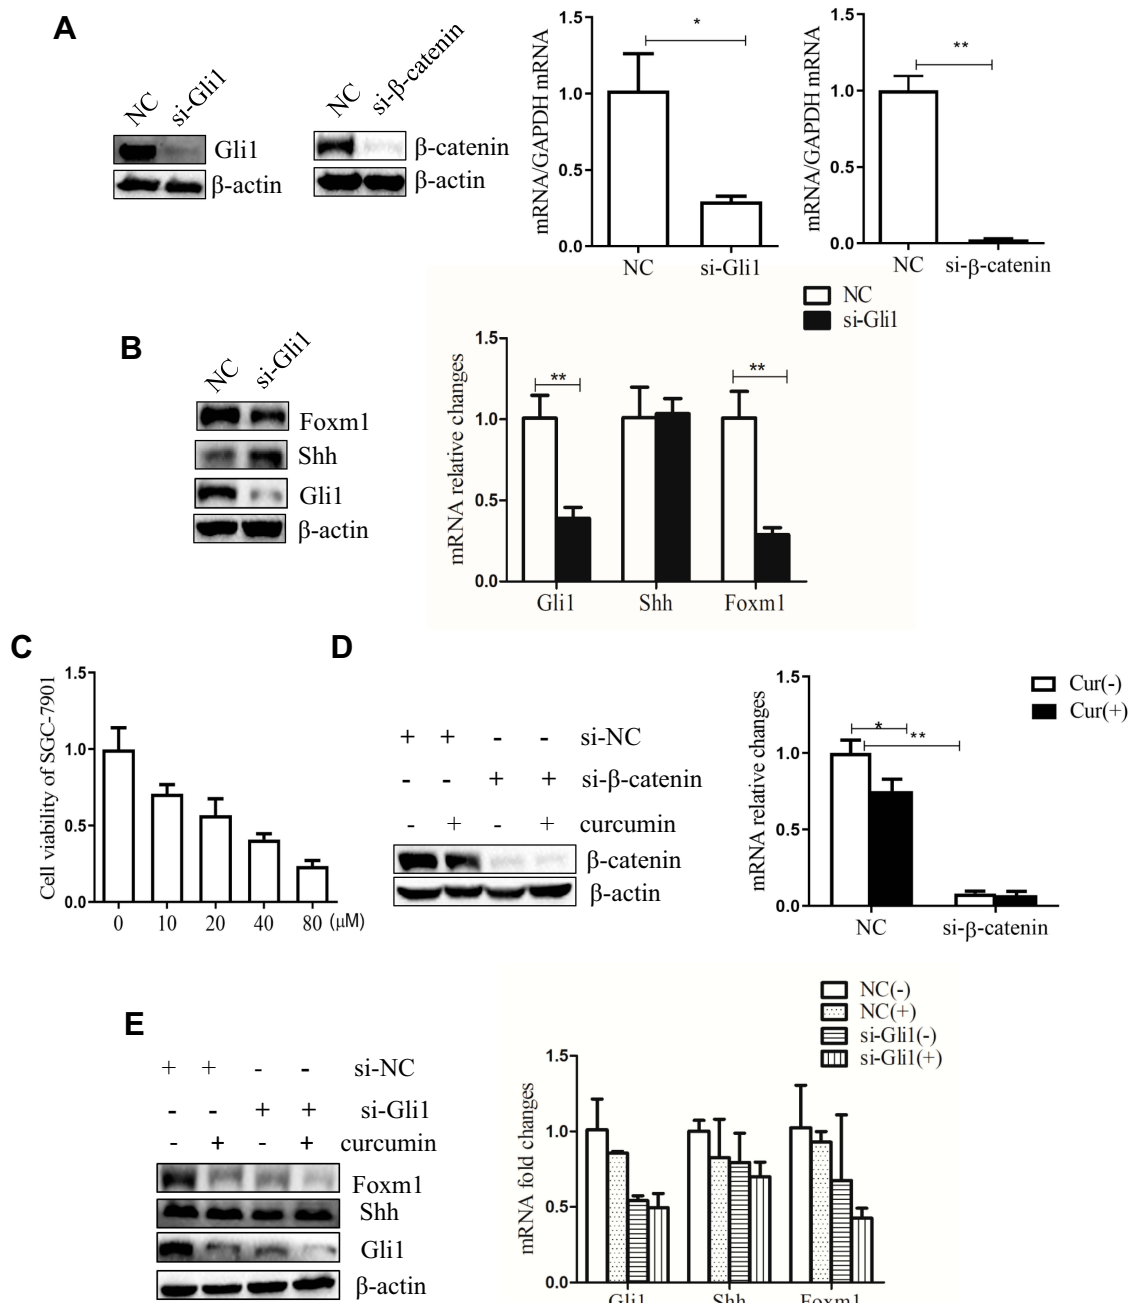 A
NC
si-Gli1
Gli1
β-actin
NC
si-β-catenin
β-catenin
β-actin
mRNA/GAPDH mRNA
1.5
1.0
0.5
0.0
*
NC
si-Gli1
mRNA/GAPDH mRNA
1.5
1.0
0.5
0.0
**
NC
si-β-catenin
B
NC
si-Gli1
Foxm1
Shh
Gli1
β-actin
NC
si-Gli1
mRNA relative changes
1.5
1.0
0.5
0.0
**
**
Gli1
Shh
Foxm1
C
Cell viability of SGC-7901
1.5
1.0
0.5
0.0
0
10
20
40
80 (μM)
D
+ + - - si-NC
- - + + si-β-catenin
- + - + curcumin
β-catenin
β-actin
mRNA relative changes
1.5
1.0
0.5
0.0
Cur(-)
Cur(+)
*
**
NC
si-β-catenin
E
+ + - - si-NC
- - + + si-Gli1
- + - + curcumin
Foxm1
Shh
Gli1
β-actin
NC(-)
NC(+)
si-Gli1(-)
si-Gli1(+)
mRNA fold changes
1.5
1.0
0.5
0.0
Gli1
Shh
Foxm1